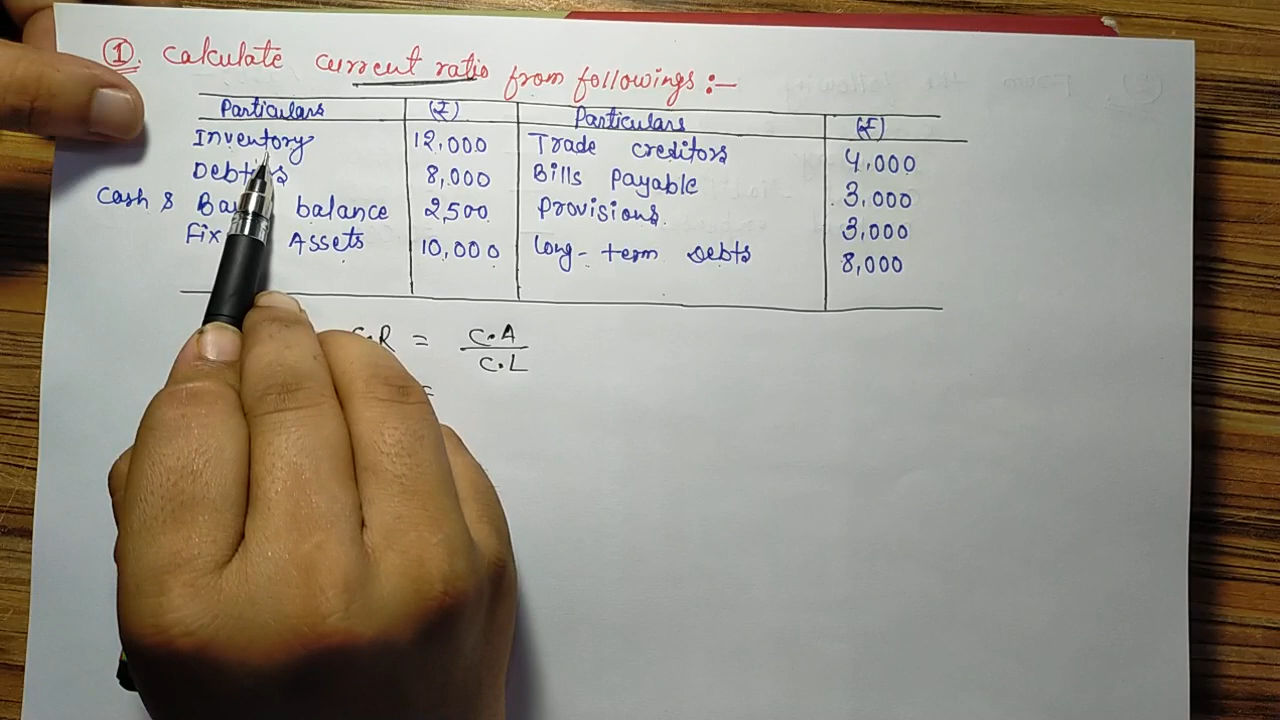 ①. Calculate current ratio from followings :-
Particulars (₹) Particulars (₹)
Inventory 12,000 Trade creditors 4,000
8,000 Bills Payable 3,000
Cash & balance 2,500 Provisions. 3,000
Assets 10,000 Long-term Debts 8,000
= C.A
C.L
=